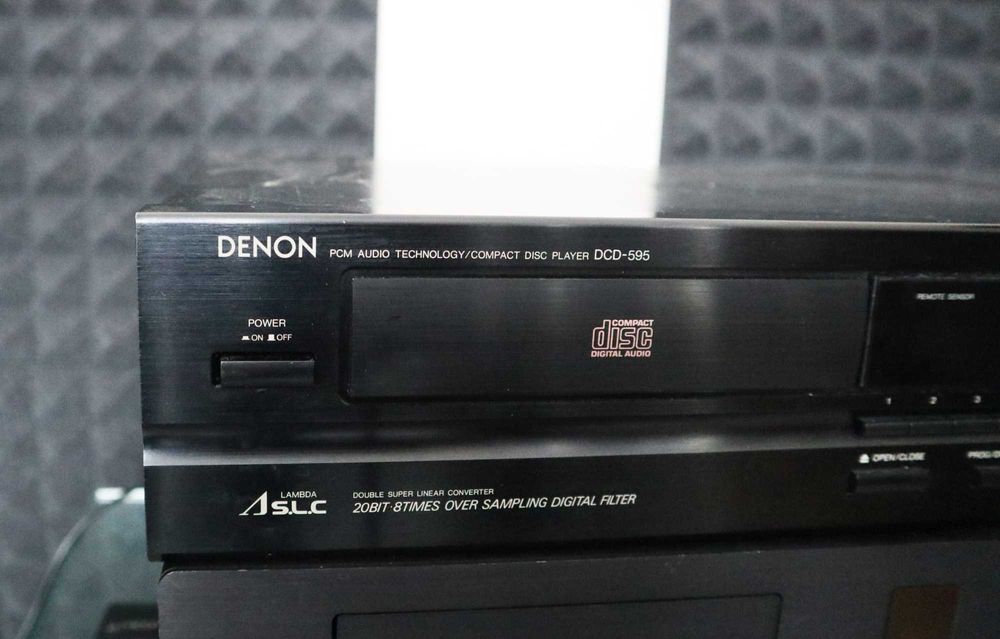 DENON PCM AUDIO TECHNOLOGY/COMPACT DISC PLAYER DCD-595
REMOTE SENSOR
POWER
ON OFF
COMPACT
disc
DIGITAL AUDIO
1 2 3
OPEN/CLOSE
LAMBDA
S.L.C
DOUBLE SUPER LINEAR CONVERTER
20BIT·8TIMES OVER SAMPLING DIGITAL FILTER